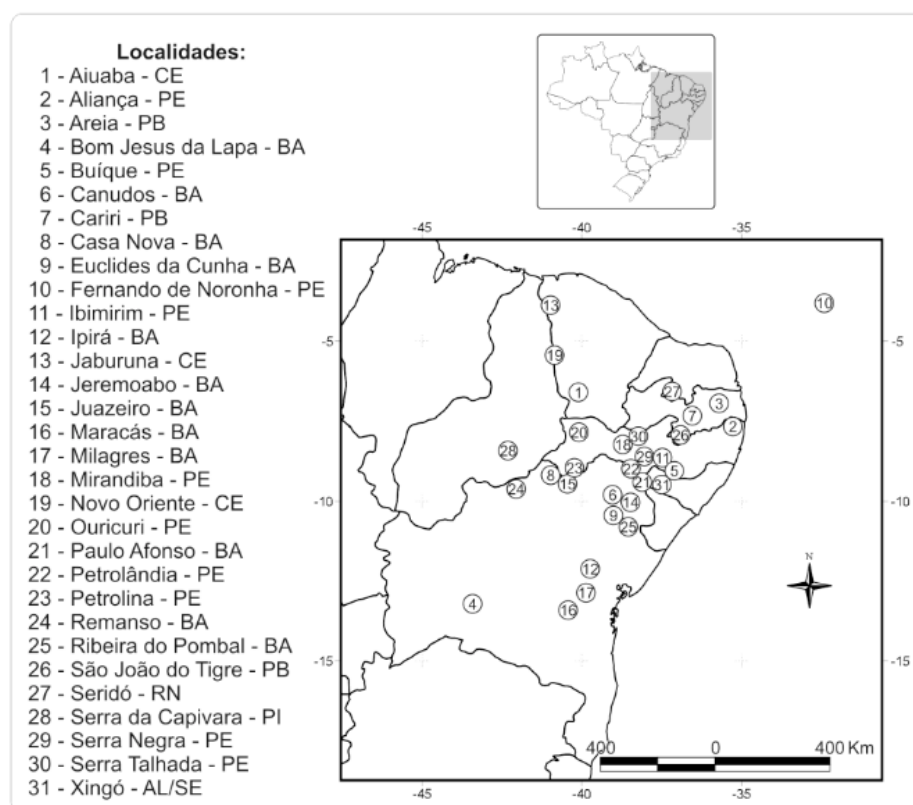 Localidades:
1 - Aiuaba - CE
2 - Aliança - PE
3 - Areia - PB
4 - Bom Jesus da Lapa - BA
5 - Buíque - PE
6 - Canudos - BA
7 - Cariri - PB
8 - Casa Nova - BA
9 - Euclides da Cunha - BA
10 - Fernando de Noronha - PE
11 - Ibimirim - PE
12 - Ipirá - BA
13 - Jaburuna - CE
14 - Jeremoabo - BA
15 - Juazeiro - BA
16 - Maracás - BA
17 - Milagres - BA
18 - Mirandiba - PE
19 - Novo Oriente - CE
20 - Ouricuri - PE
21 - Paulo Afonso - BA
22 - Petrolândia - PE
23 - Petrolina - PE
24 - Remanso - BA
25 - Ribeira do Pombal - BA
26 - São João do Tigre - PB
27 - Seridó - RN
28 - Serra da Capivara - PI
29 - Serra Negra - PE
30 - Serra Talhada - PE
31 - Xingó - AL/SE
-45 -40 -35
10
13
-5 -5
19
1
27
3
7
2
20
30
26
18
28
29
11
23
22
5
8
15
21
31
24
6
14
-10 -10
9
25
12
17
4
16
N
-15 -15
400 0 400 Km
-45 -40 -35